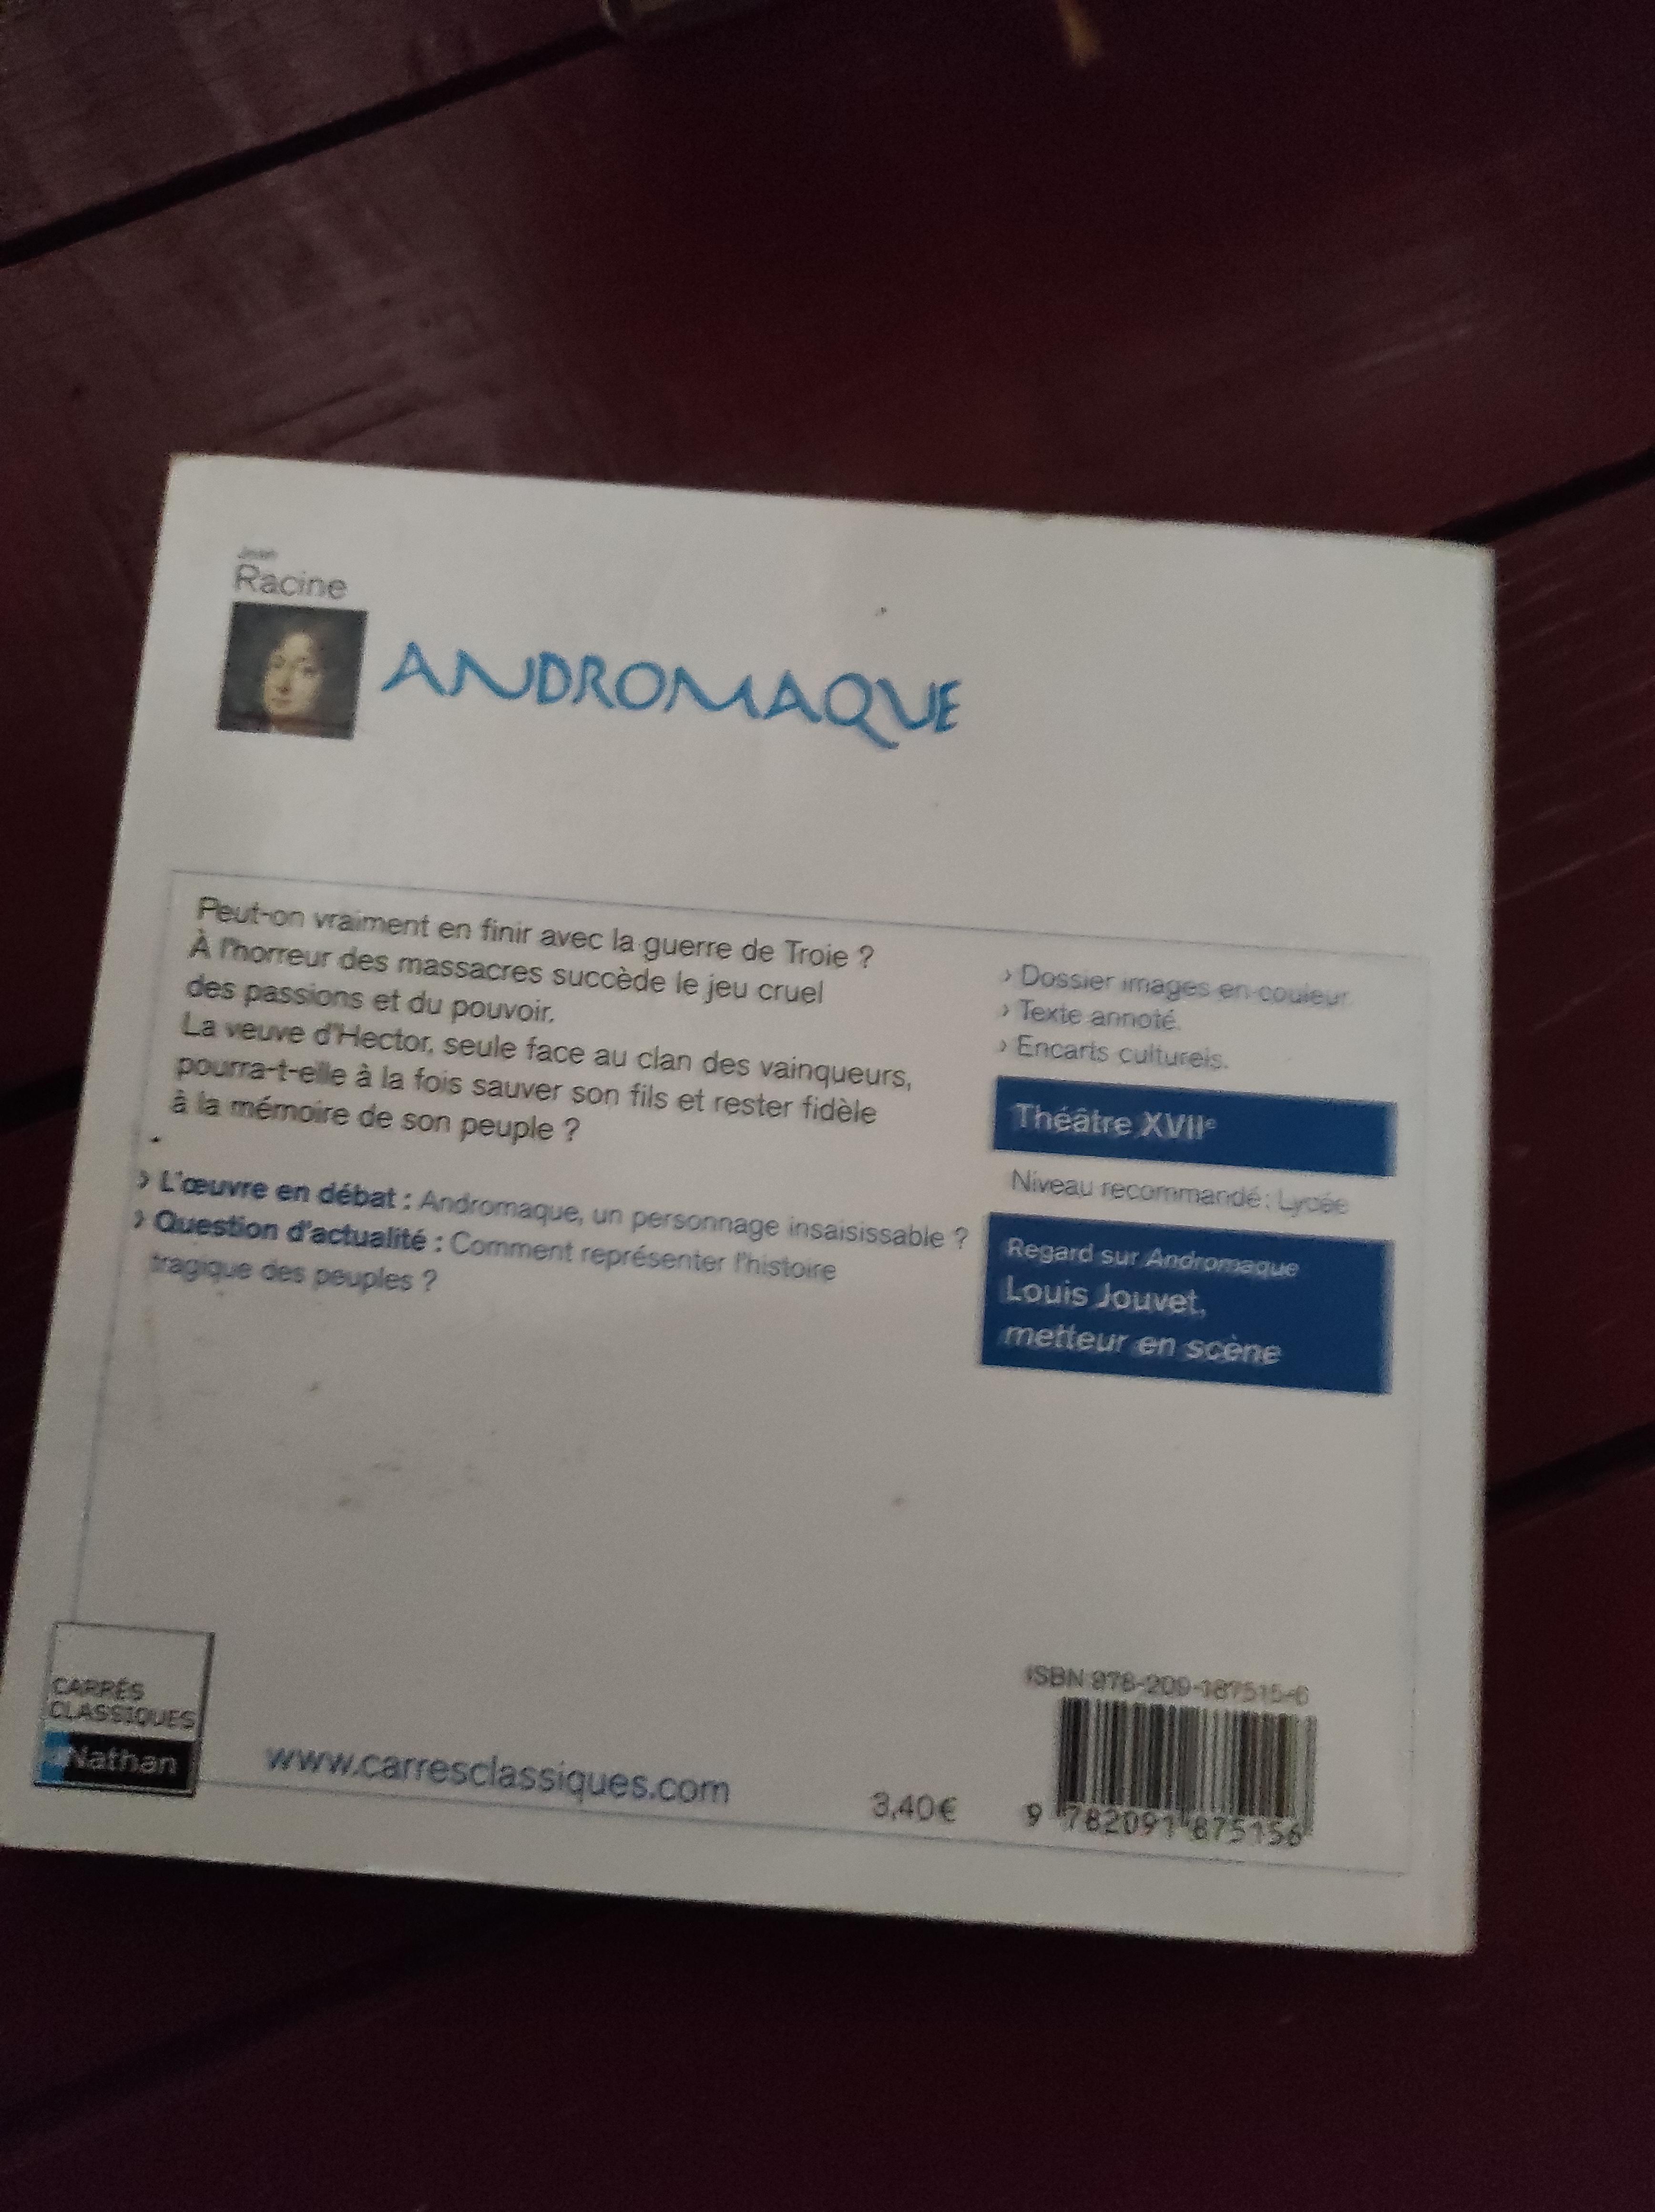 Jean
Racine
ANDROMAQUE
Peut-on vraiment en finir avec la guerre de Troie ?
À l'horreur des massacres succède le jeu cruel
des passions et du pouvoir.
La veuve d'Hector, seule face au clan des vainqueurs,
pourra-t-elle à la fois sauver son fils et rester fidèle
à la mémoire de son peuple ?
› L'œuvre en débat : Andromaque, un personnage insaisissable ?
› Question d'actualité : Comment représenter l'histoire
tragique des peuples ?
› Dossier images en couleur.
› Texte annoté.
› Encarts culturels.
Théâtre XVIIe
Niveau recommandé : Lycée
Regard sur Andromaque
Louis Jouvet,
metteur en scène
CARRÉS
CLASSIQUES
Nathan
www.carresclassiques.com
3,40€
ISBN 978-209-187515-6
9 782091 875156